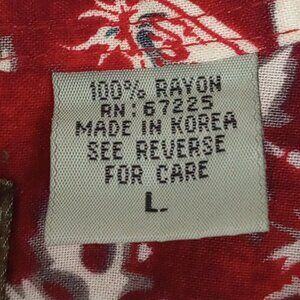 100% RAYON
RN: 67225
MADE IN KOREA
SEE REVERSE
FOR CARE
L.